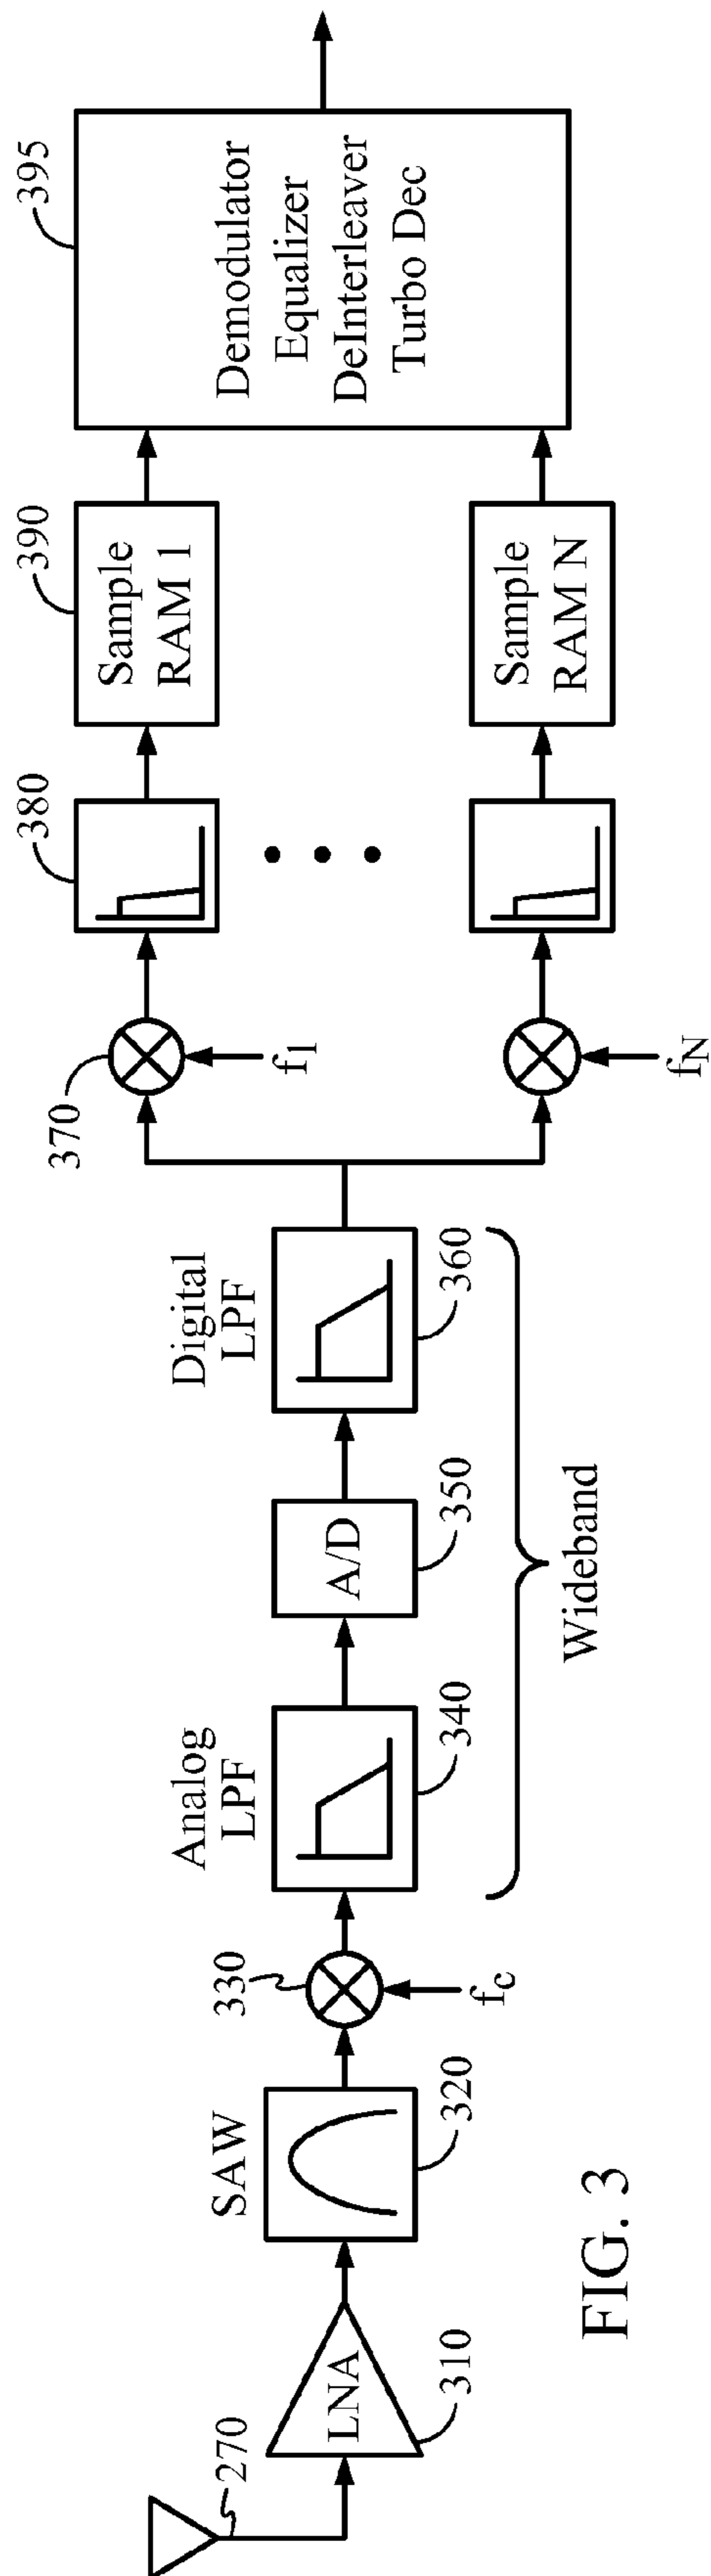 270
LNA
310
SAW
320
330
fc
Analog
LPF
340
A/D
350
Digital
LPF
360
Wideband
370
f1
fN
380
390
Sample
RAM 1
Sample
RAM N
395
Demodulator
Equalizer
DeInterleaver
Turbo Dec
FIG. 3